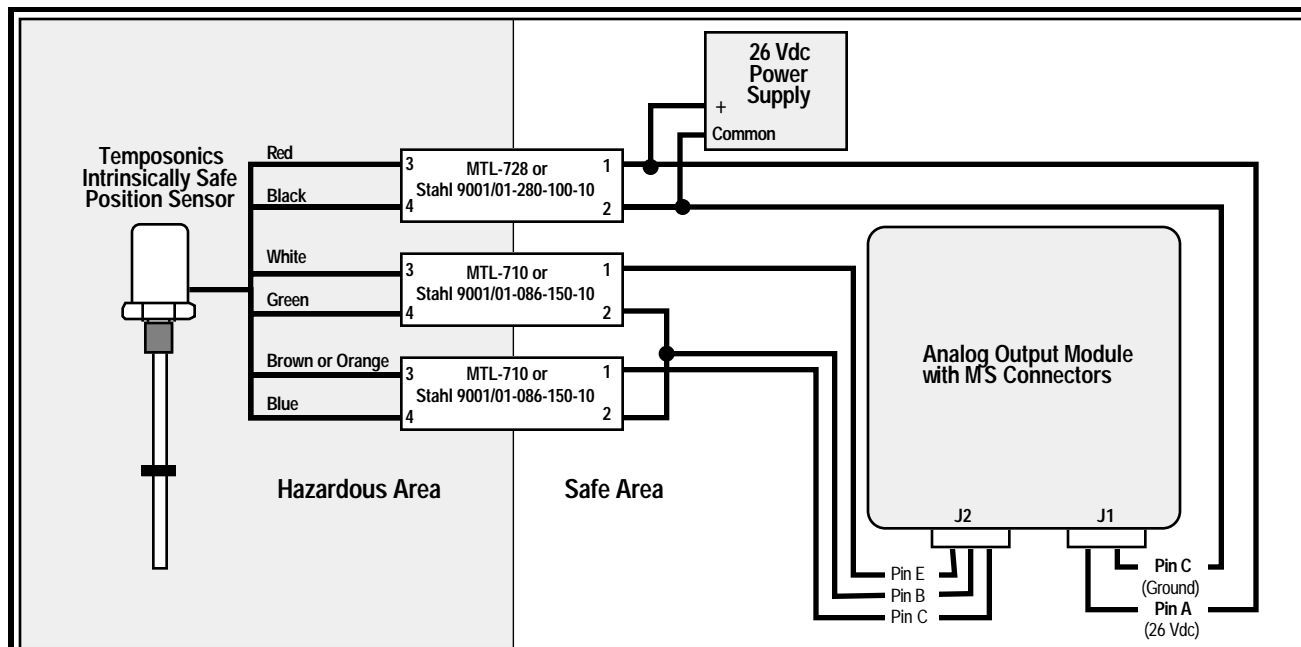 26 Vdc
Power
Supply
+
Common
Temposonics
Intrinsically Safe
Position Sensor
Red
Black
White
Green
Brown or Orange
Blue
3
MTL-728 or
1
Stahl 9001/01-280-100-10
4
2
3
MTL-710 or
1
Stahl 9001/01-086-150-10
4
2
3
MTL-710 or
1
Stahl 9001/01-086-150-10
4
2
Hazardous Area
Safe Area
Analog Output Module
with MS Connectors
J2
J1
Pin E
Pin B
Pin C
Pin C
(Ground)
Pin A
(26 Vdc)